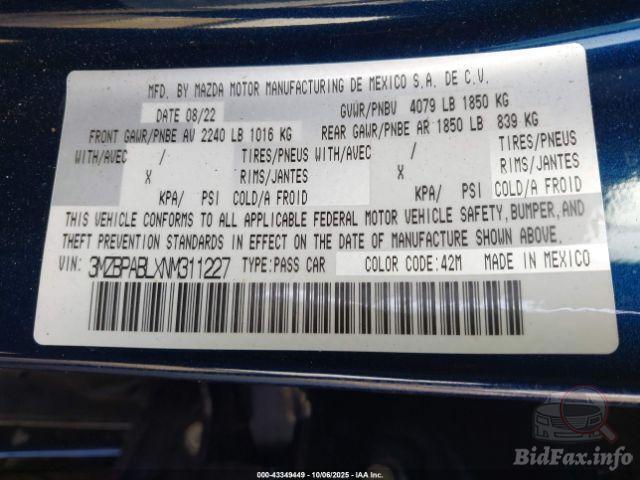 MFD. BY MAZDA MOTOR MANUFACTURING DE MEXICO S.A. DE C.V.
DATE 08/22 GVWR/PNBV 4079 LB 1850 KG
FRONT GAWR/PNBE AV 2240 LB 1016 KG REAR GAWR/PNBE AR 1850 LB 839 KG
WITH/AVEC / TIRES/PNEUS WITH/AVEC / TIRES/PNEUS
X RIMS/JANTES X RIMS/JANTES
KPA/ PSI COLD/A FROID KPA/ PSI COLD/A FROID
THIS VEHICLE CONFORMS TO ALL APPLICABLE FEDERAL MOTOR VEHICLE SAFETY, BUMPER, AND
THEFT PREVENTION STANDARDS IN EFFECT ON THE DATE OF MANUFACTURE SHOWN ABOVE.
VIN: 3MZBPABLXNM311227 TYPE:PASS CAR COLOR CODE:42M MADE IN MEXICO
BidFax.info
000-43349449 - 10/06/2025 - IAA Inc.